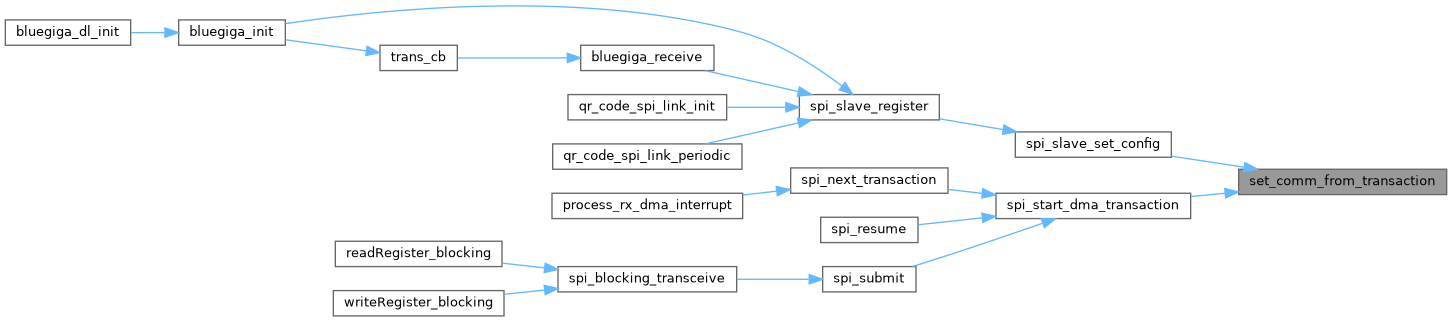 bluegiga_dl_init
bluegiga_init
trans_cb
bluegiga_receive
qr_code_spi_link_init
spi_slave_register
qr_code_spi_link_periodic
spi_slave_set_config
set_comm_from_transaction
spi_next_transaction
process_rx_dma_interrupt
spi_start_dma_transaction
spi_resume
readRegister_blocking
spi_blocking_transceive
spi_submit
writeRegister_blocking